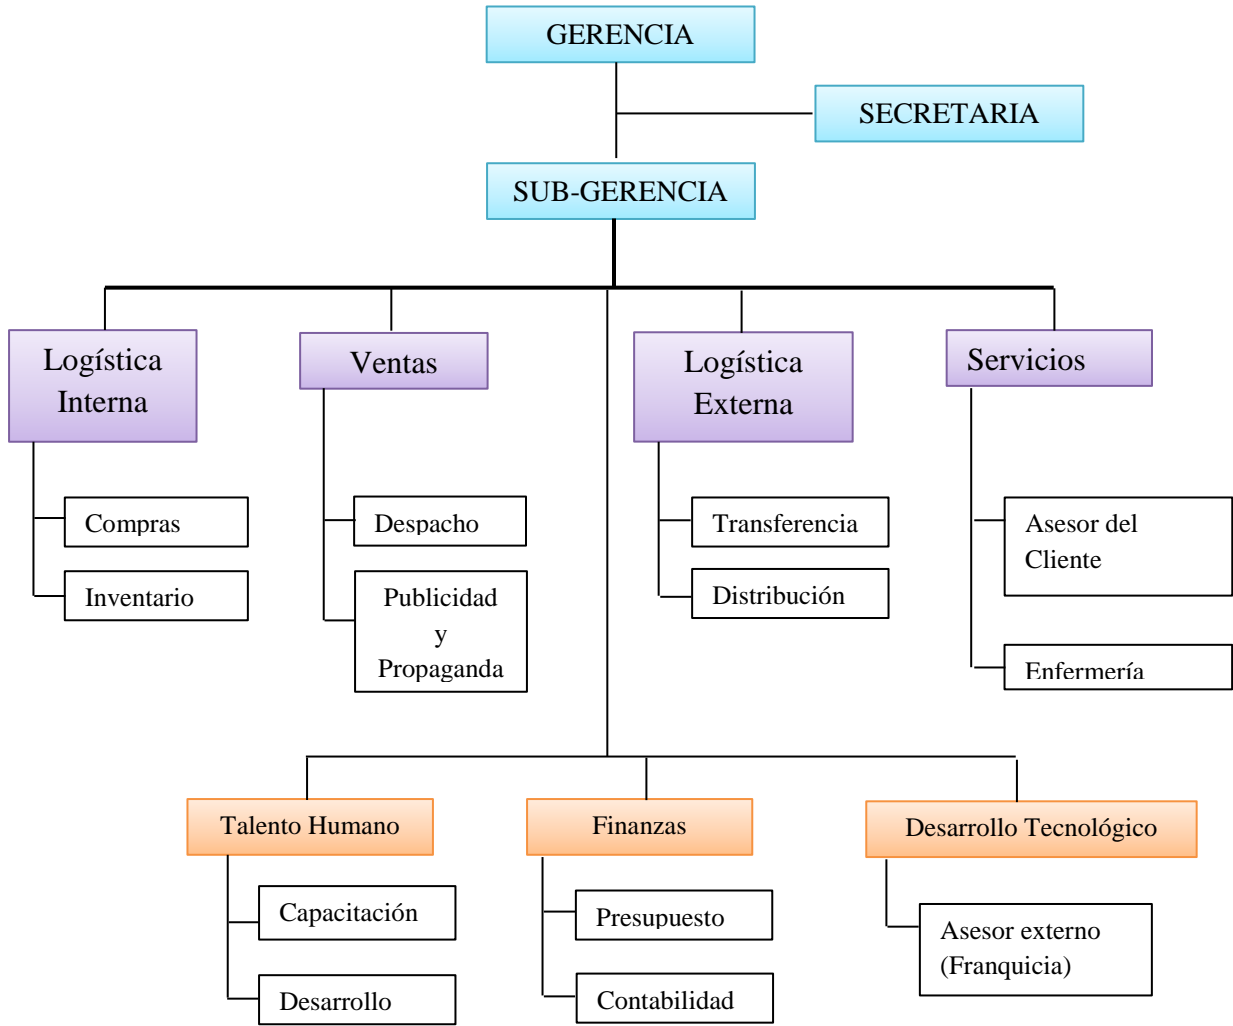 GERENCIA
SECRETARIA
SUB-GERENCIA
Logística
Interna
Ventas
Logística
Externa
Servicios
Compras
Inventario
Despacho
Publicidad
y
Propaganda
Transferencia
Distribución
Asesor del
Cliente
Enfermería
Talento Humano
Finanzas
Desarrollo Tecnológico
Capacitación
Desarrollo
Presupuesto
Contabilidad
Asesor externo
(Franquicia)